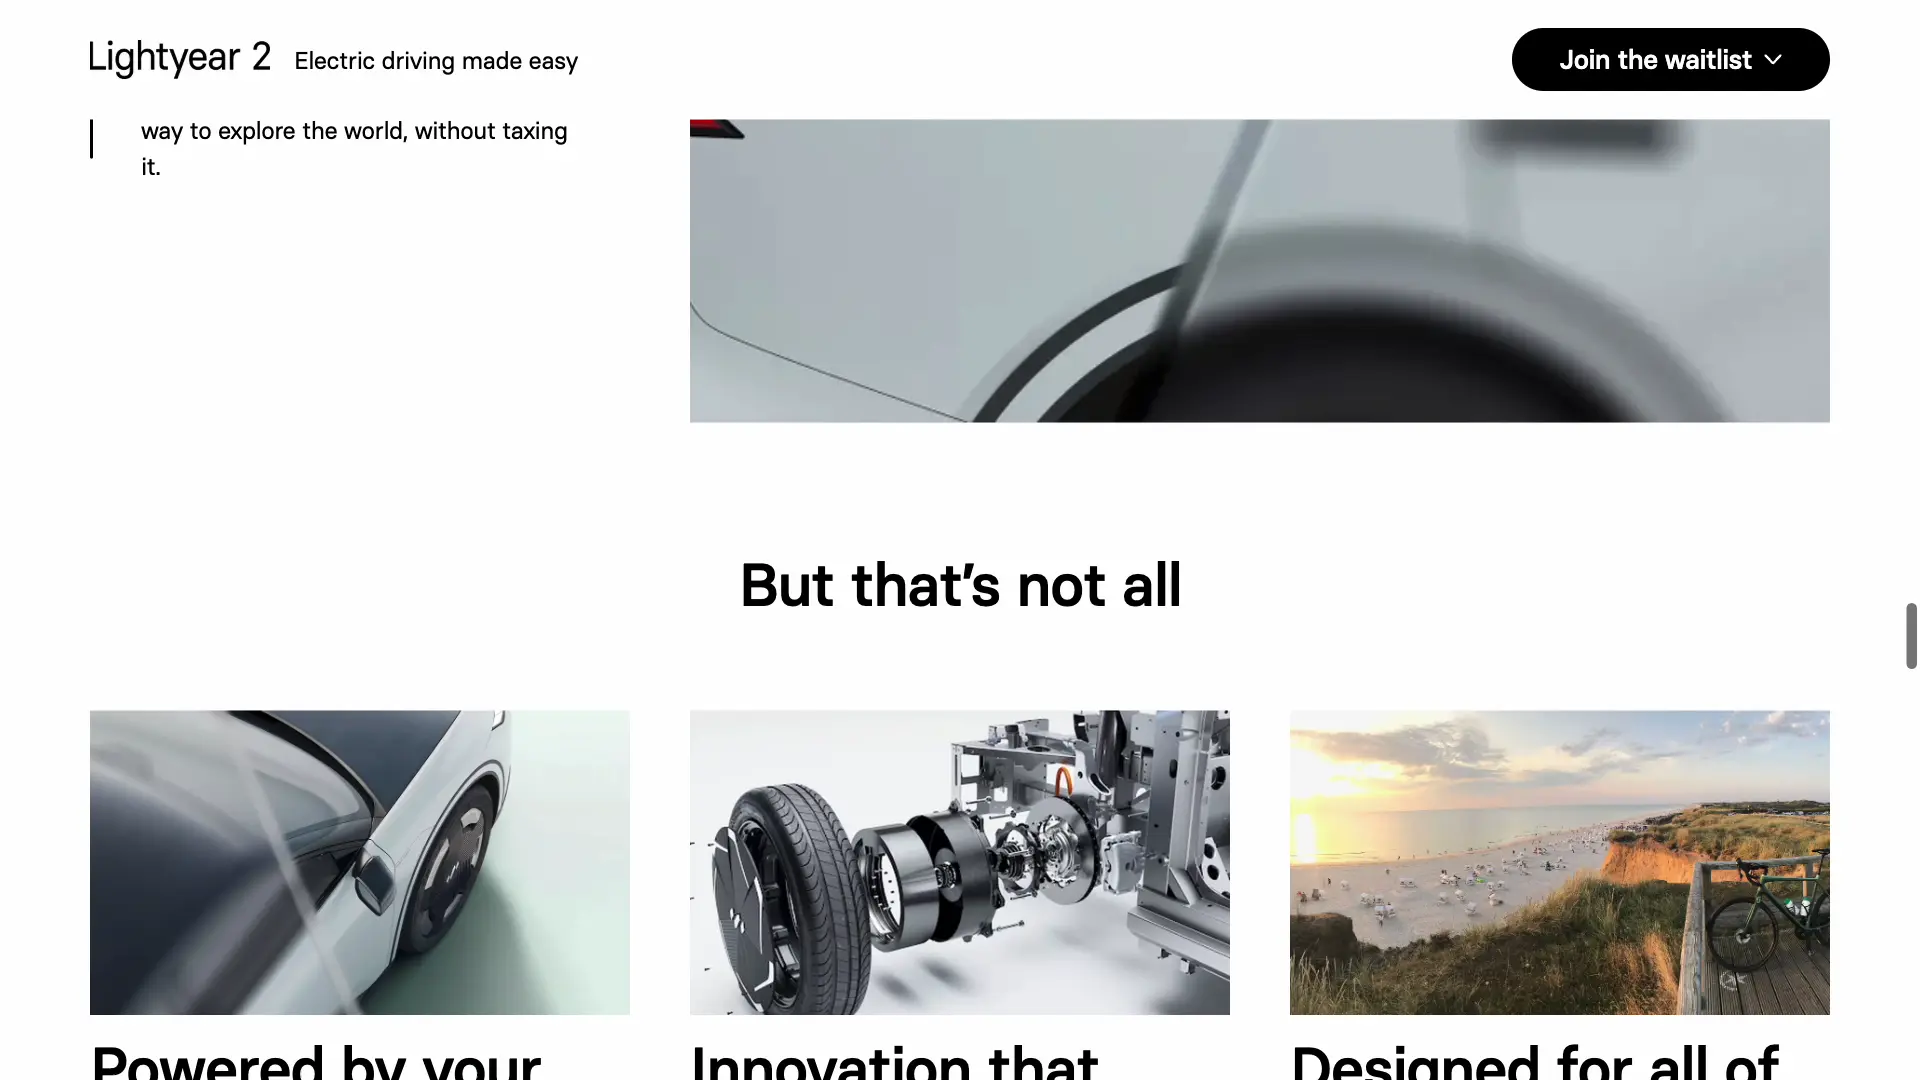 Lightyear 2 Electric driving made easy
Join the waitlist
way to explore the world, without taxing
it.
But that’s not all
Powered by your
Innovation that
Designed for all of